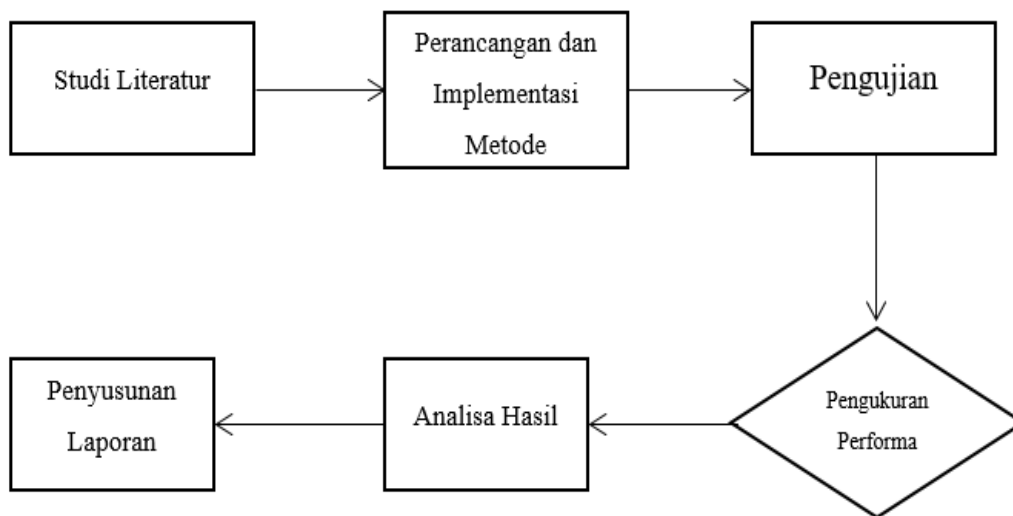 Studi Literatur
Perancangan dan
Implementasi
Metode
Pengujian
Pengukuran
Performa
Analisa Hasil
Penyusunan
Laporan